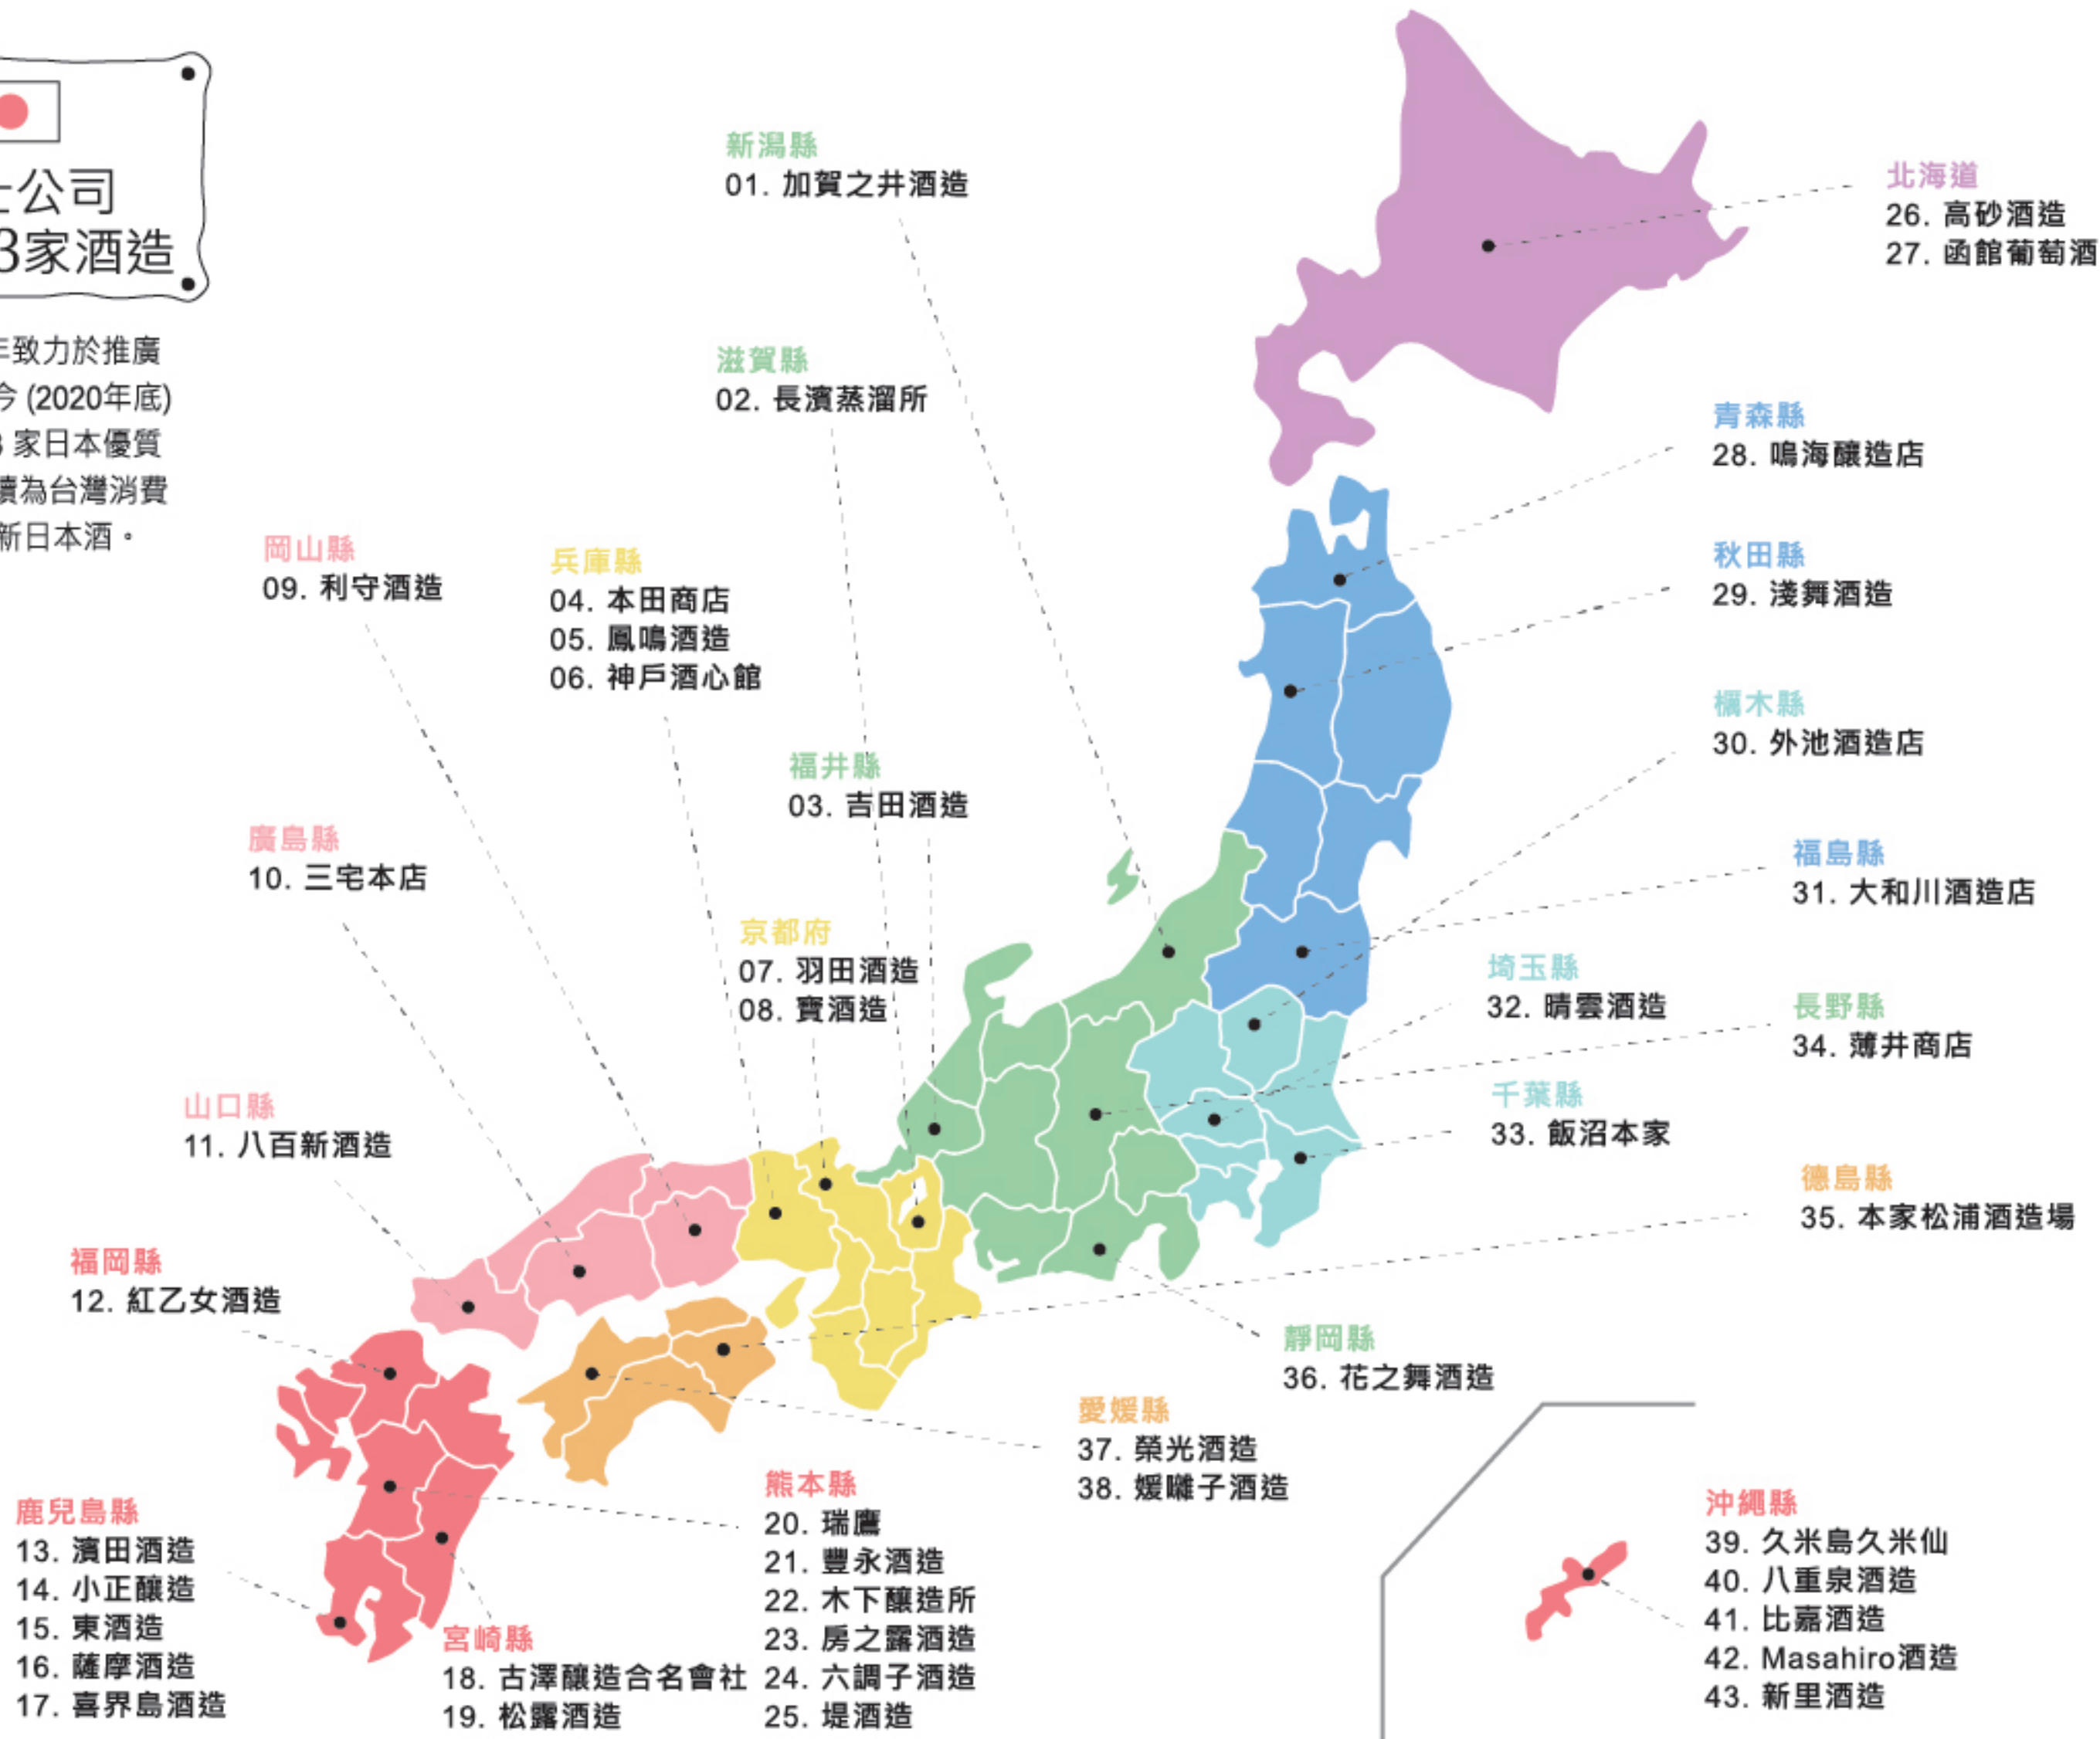 公司
3家酒造
致力於推廣
今 (2020年底)
家日本優質
續為台灣消費
新日本酒。
新潟縣
01. 加賀之井酒造
滋賀縣
02. 長濱蒸溜所
福井縣
03. 吉田酒造
兵庫縣
04. 本田商店
05. 鳳鳴酒造
06. 神戶酒心館
京都府
07. 羽田酒造
08. 寶酒造
岡山縣
09. 利守酒造
廣島縣
10. 三宅本店
山口縣
11. 八百新酒造
福岡縣
12. 紅乙女酒造
鹿兒島縣
13. 濱田酒造
14. 小正釀造
15. 東酒造
16. 薩摩酒造
17. 喜界島酒造
宮崎縣
18. 古澤釀造合名會社
19. 松露酒造
熊本縣
20. 瑞鷹
21. 豐永酒造
22. 木下釀造所
23. 房之露酒造
24. 六調子酒造
25. 堤酒造
北海道
26. 高砂酒造
27. 函館葡萄酒
青森縣
28. 鳴海釀造店
秋田縣
29. 淺舞酒造
櫔木縣
30. 外池酒造店
福島縣
31. 大和川酒造店
埼玉縣
32. 晴雲酒造
千葉縣
33. 飯沼本家
長野縣
34. 薄井商店
德島縣
35. 本家松浦酒造場
靜岡縣
36. 花之舞酒造
愛媛縣
37. 榮光酒造
38. 媛囃子酒造
沖繩縣
39. 久米島久米仙
40. 八重泉酒造
41. 比嘉酒造
42. Masahiro酒造
43. 新里酒造